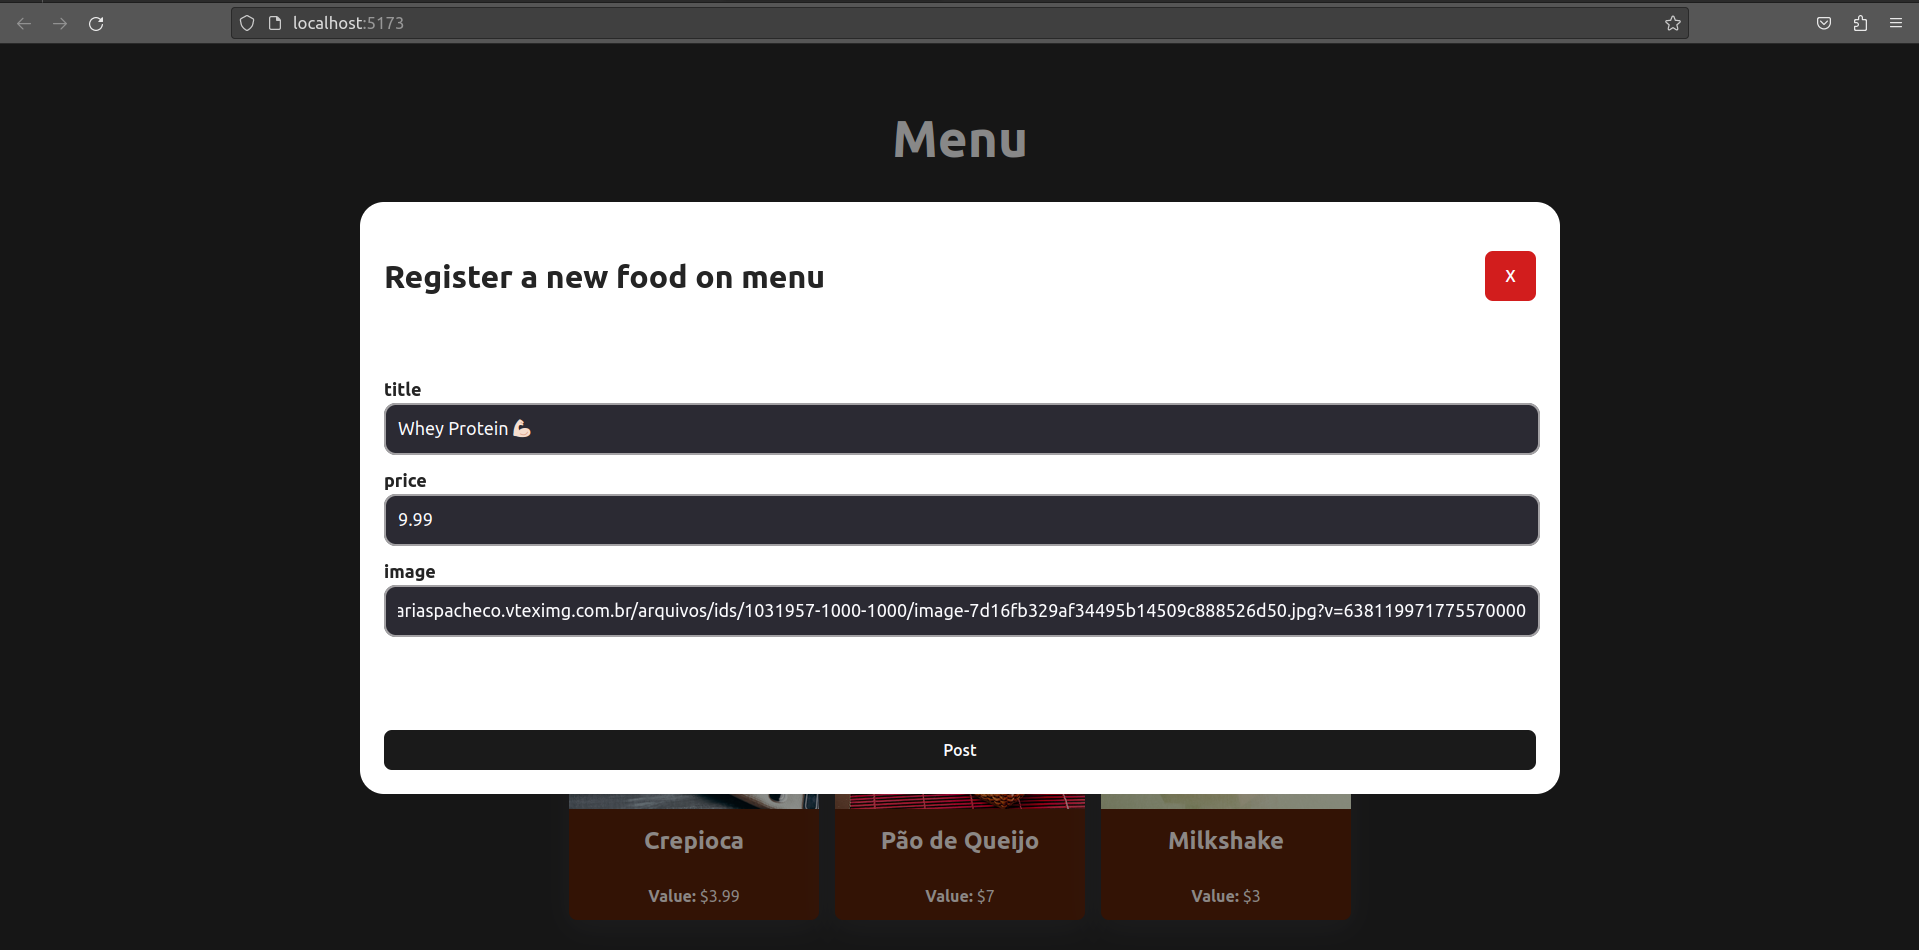 localhost:5173
Menu
Register a new food on menu
X
title
Whey Protein 💪🏻
price
9.99
image
ariaspacheco.vteximg.com.br/arquivos/ids/1031957-1000-1000/image-7d16fb329af34495b14509c888526d50.jpg?v=638119971775570000
Post
Crepioca
Pão de Queijo
Milkshake
Value: $3.99
Value: $7
Value: $3